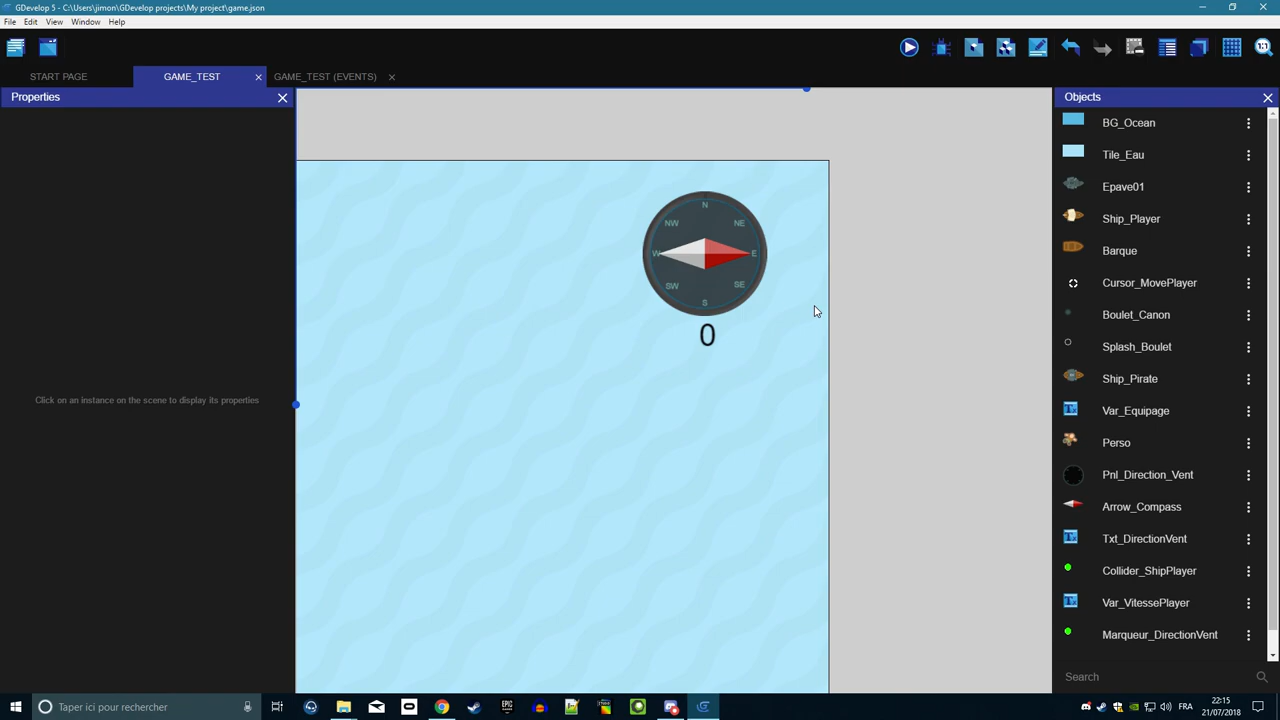 GDevelop 5 - C:\Users\jimon\GDevelop projects\My project\game.json
File Edit View Window Help
1:1
START PAGE
GAME_TEST
GAME_TEST (EVENTS)
Properties
Click on an instance on the scene to display its properties
N
NW NE
W E
SW SE
S
0
Objects
BG_Ocean
Tile_Eau
Epave01
Ship_Player
Barque
Cursor_MovePlayer
Boulet_Canon
Splash_Boulet
Ship_Pirate
Var_Equipage
Perso
Pnl_Direction_Vent
Arrow_Compass
Txt_DirectionVent
Collider_ShipPlayer
Var_VitessePlayer
Marqueur_DirectionVent
Search
Taper ici pour rechercher
FRA
22:15
21/07/2018